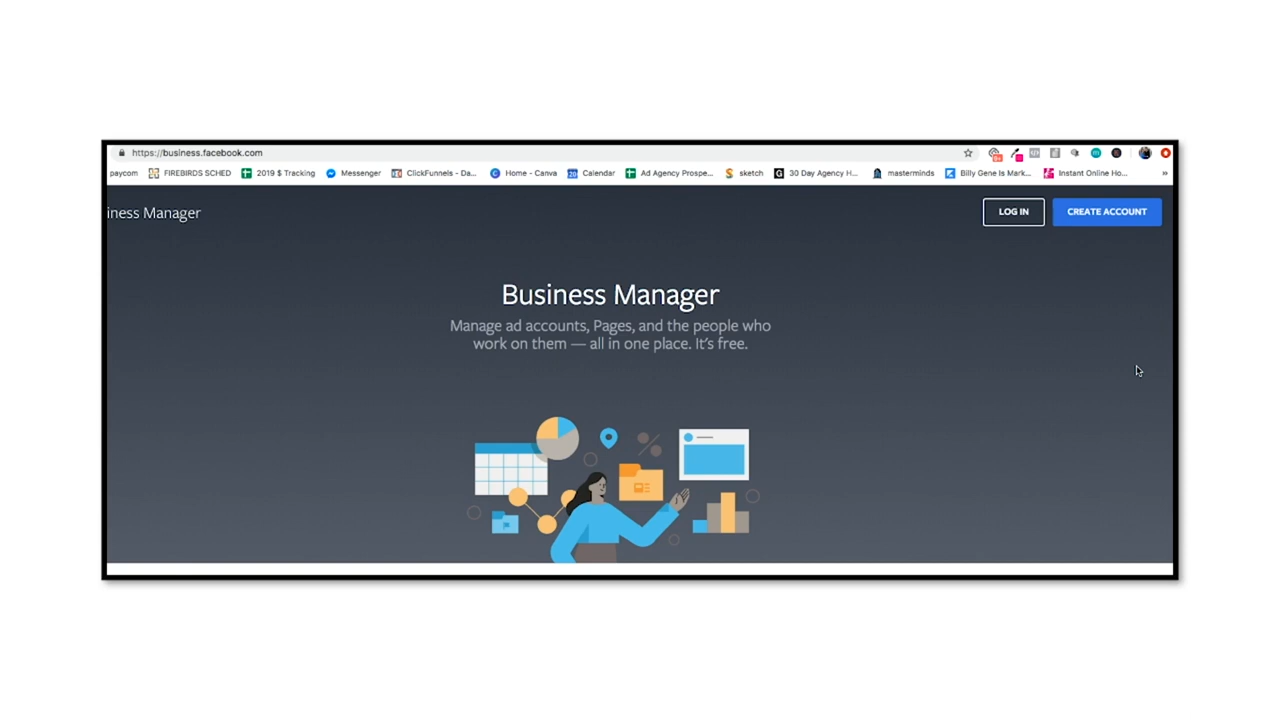 https://business.facebook.com
paycom FIREBIRDS SCHED 2019 $ Tracking Messenger ClickFunnels - Da... Home - Canva 20 Calendar Ad Agency Prospe... sketch 30 Day Agency H... masterminds Billy Gene Is Mark... Instant Online Ho... »
iness Manager LOG IN CREATE ACCOUNT
Business Manager
Manage ad accounts, Pages, and the people who
work on them — all in one place. It's free.